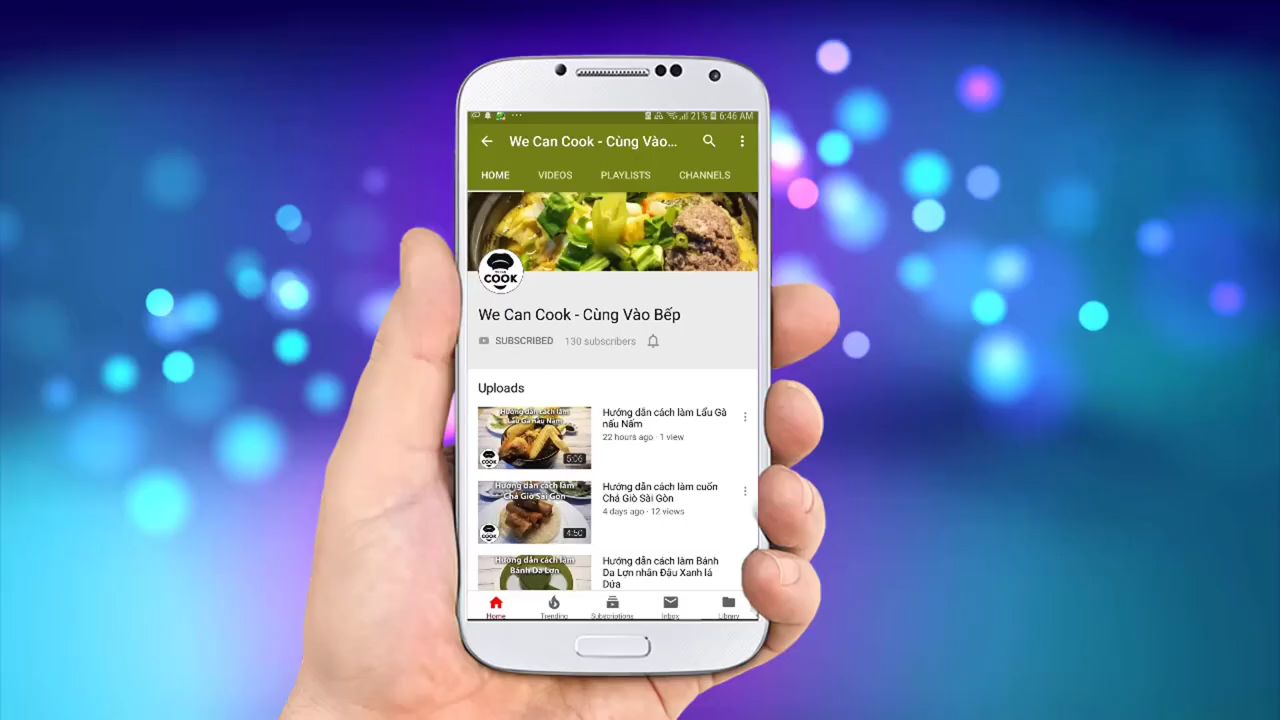 21% 6:46 AM
We Can Cook - Cùng Vào...
HOME VIDEOS PLAYLISTS CHANNELS
COOK
We Can Cook - Cùng Vào Bếp
SUBSCRIBED 130 subscribers
Uploads
Hướng dẫn cách làm
Lẩu Gà nấu Nấm
COOK
5:06
Hướng dẫn cách làm Lẩu Gà
nấu Nấm
22 hours ago · 1 view
Hướng dẫn cách làm
Chả Giò Sài Gòn
COOK
4:50
Hướng dẫn cách làm cuốn
Chả Giò Sài Gòn
4 days ago · 12 views
Hướng dẫn cách làm
Bánh Da Lợn
Hướng dẫn cách làm Bánh
Da Lợn nhân Đậu Xanh lá
Dứa
Home Trending Subscriptions Inbox Library